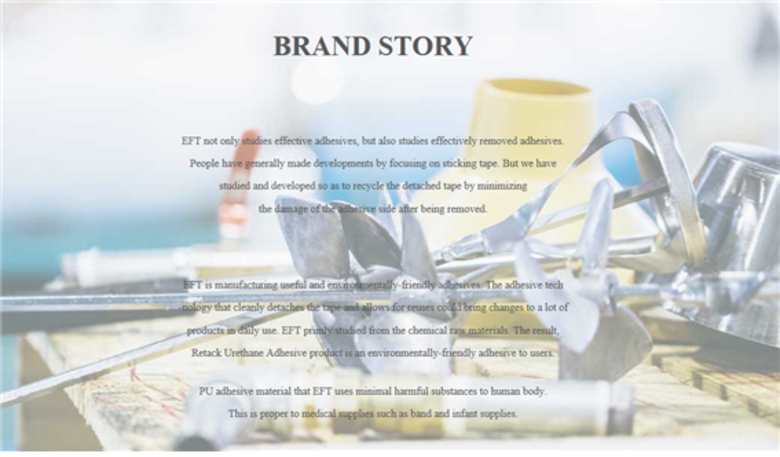 BRAND STORY
EFT not only studies effective adhesives, but also studies effectively removed adhesives.
People have generally made developments by focusing on sticking tape. But we have
studied and developed so as to recycle the detached tape by minimizing
the damage of the adhesive side after being removed.
EFT is manufacturing useful and environmentally-friendly adhesives. The adhesive tech
nology that cleanly detaches the tape and allows for reuses could bring changes to a lot of
products in daily use. EFT primly studied from the chemical raw materials. The result,
Retack Urethane Adhesive product is an environmentally-friendly adhesive to users.
PU adhesive material that EFT uses minimal harmful substances to human body.
This is proper to medical supplies such as band and infant supplies.